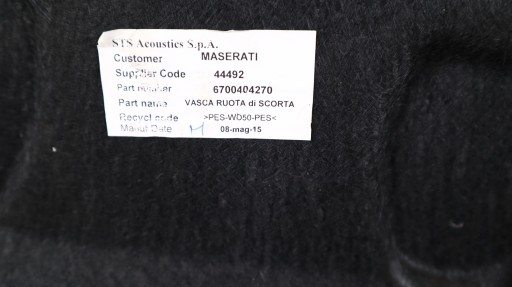 STS Acoustics S.p.A.
Customer MASERATI
Supplier Code 44492
Part number 6700404270
Part name VASCA RUOTA di SCORTA
Recycl code >PES-WD50-PES<
Manuf Date M 08-mag-15